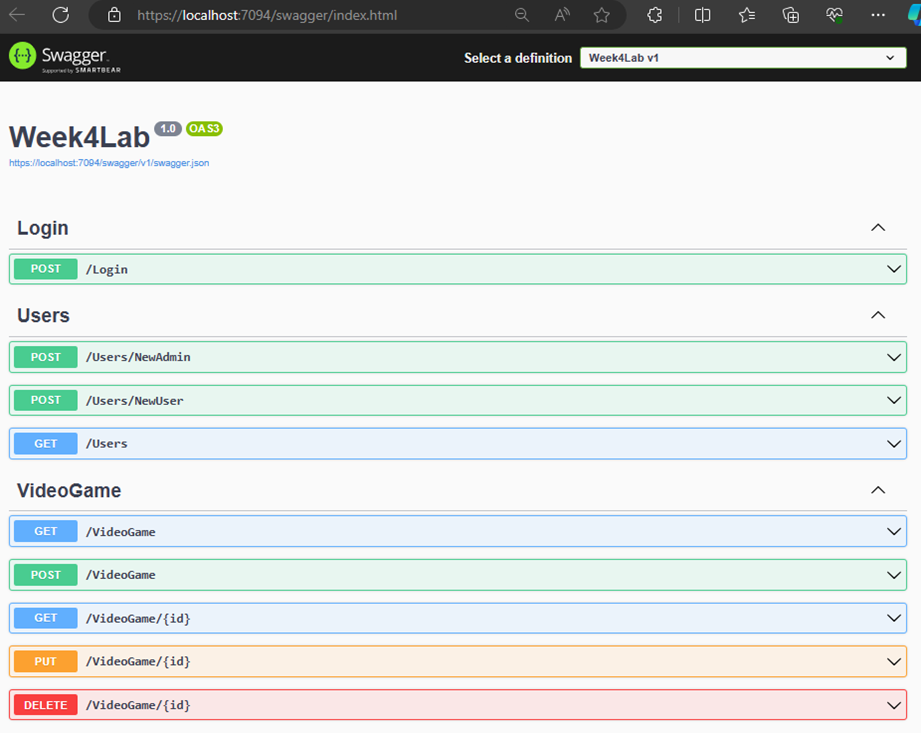 https://localhost:7094/swagger/index.html
Swagger
Supported by SMARTBEAR
Select a definition
Week4Lab v1
Week4Lab 1.0 OAS3
https://localhost:7094/swagger/v1/swagger.json
Login
POST /Login
Users
POST /Users/NewAdmin
POST /Users/NewUser
GET /Users
VideoGame
GET /VideoGame
POST /VideoGame
GET /VideoGame/{id}
PUT /VideoGame/{id}
DELETE /VideoGame/{id}